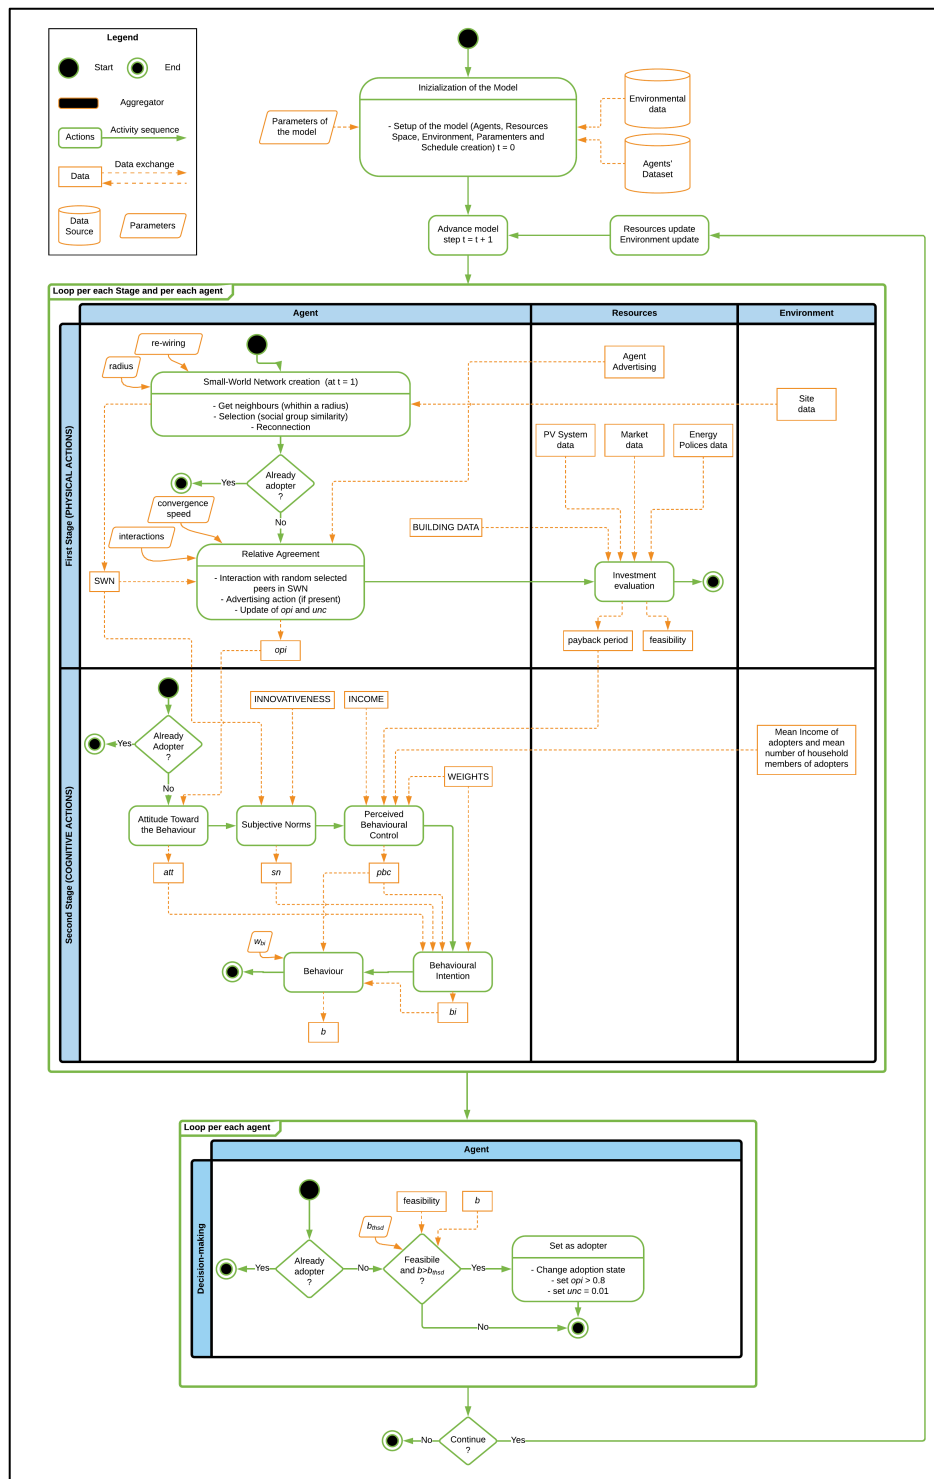 Legend
Start
End
Aggregator
Actions
Activity sequence
Data
Data exchange
Data
Source
Parameters
Inizialization of the Model
- Setup of the model (Agents, Resources
Space, Environment, Paramenters and
Schedule creation) t = 0
Parameters of
the model
Environmental
data
Agents'
Dataset
Advance model
step t = t + 1
Resources update
Environment update
Loop per each Stage and per each agent
Agent
Resources
Environment
First Stage (PHYSICAL ACTIONS)
re-wiring
radius
Small-World Network creation (at t = 1)
- Get neighbours (whithin a radius)
- Selection (social group similarity)
- Reconnection
Agent
Advertising
Site
data
PV System
data
Market
data
Energy
Polices data
Already
adopter
?
Yes
No
convergence
speed
interactions
BUILDING DATA
Relative Agreement
- Interaction with random selected
peers in SWN
- Advertising action (if present)
- Update of opi and unc
SWN
Investment
evaluation
opi
payback period
feasibility
Second Stage (COGNITIVE ACTIONS)
Already
Adopter
?
Yes
No
INNOVATIVENESS
INCOME
WEIGHTS
Mean Income of
adopters and mean
number of household
members of adopters
Attitude Toward
the Behaviour
Subjective Norms
Perceived
Behavioural
Control
att
sn
pbc
wbi
Behaviour
Behavioural
Intention
b
bi
Loop per each agent
Agent
Decision-making
feasibility
b
bthsd
Already
adopter
?
Yes
No
Feasibile
and b>bthsd
?
Yes
No
Set as adopter
- Change adoption state
- set opi > 0.8
- set unc = 0.01
Continue
?
No
Yes